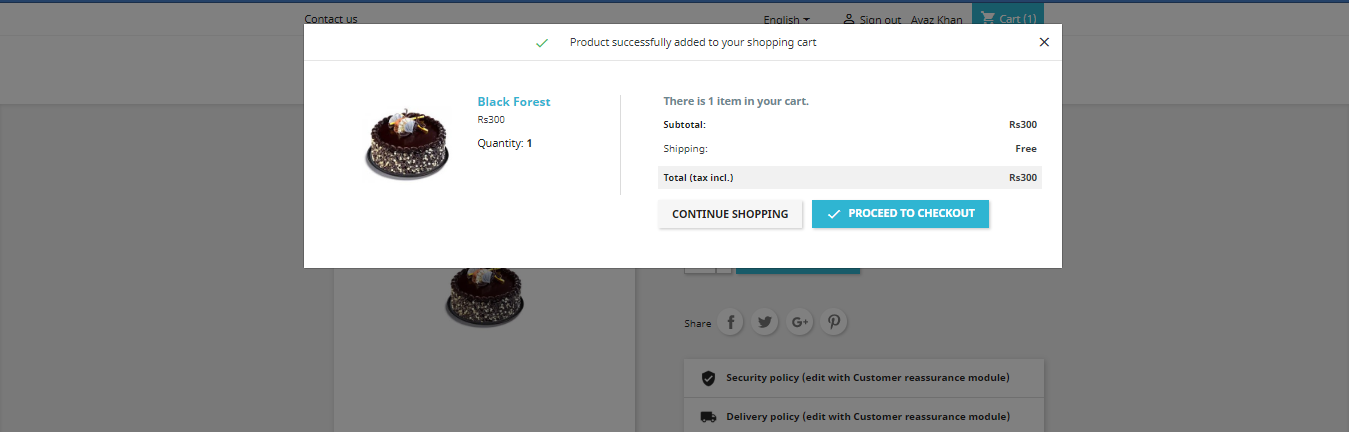 Contact us
English
Sign out
Ayaz Khan
Cart (1)
Product successfully added to your shopping cart
Black Forest
Rs300
Quantity: 1
There is 1 item in your cart.
Subtotal: Rs300
Shipping: Free
Total (tax incl.) Rs300
CONTINUE SHOPPING
PROCEED TO CHECKOUT
Share
Security policy (edit with Customer reassurance module)
Delivery policy (edit with Customer reassurance module)